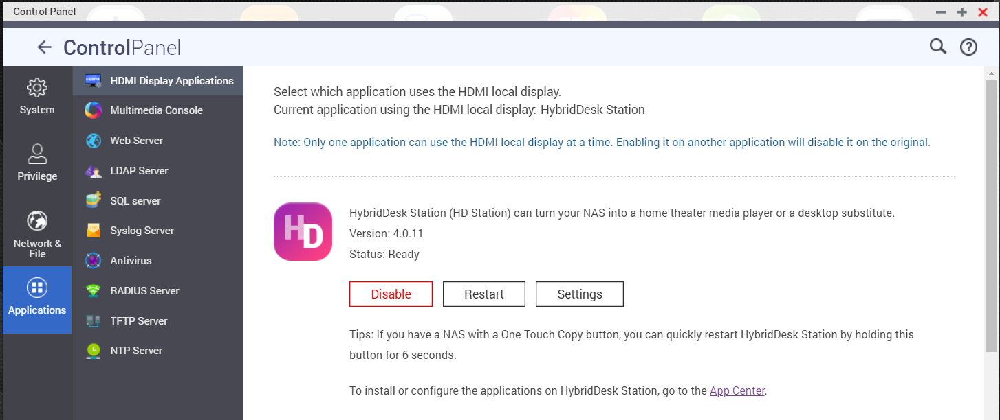 Control Panel
ControlPanel
System
Privilege
Network &
File
Applications
HDMI Display Applications
Multimedia Console
Web Server
LDAP Server
SQL server
Syslog Server
Antivirus
RADIUS Server
TFTP Server
NTP Server
Select which application uses the HDMI local display.
Current application using the HDMI local display: HybridDesk Station
Note: Only one application can use the HDMI local display at a time. Enabling it on another application will disable it on the original.
HD
HybridDesk Station (HD Station) can turn your NAS into a home theater media player or a desktop substitute.
Version: 4.0.11
Status: Ready
Disable Restart Settings
Tips: If you have a NAS with a One Touch Copy button, you can quickly restart HybridDesk Station by holding this
button for 6 seconds.
To install or configure the applications on HybridDesk Station, go to the App Center.